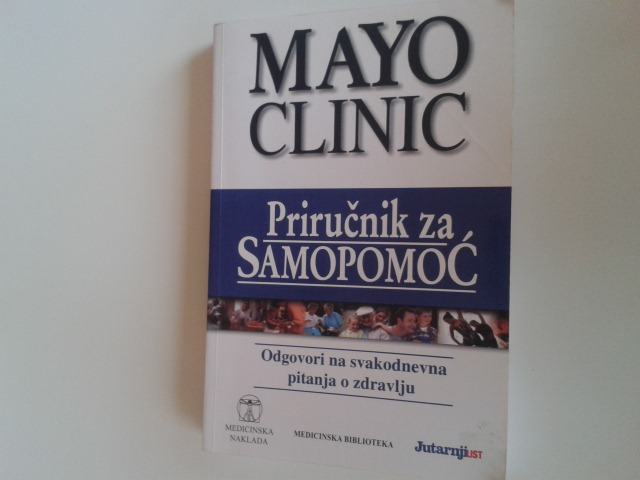 MAYO
CLINIC
Priručnik za
SAMOPOMOĆ
Odgovori na svakodnevna
pitanja o zdravlju
MEDICINSKA
NAKLADA
MEDICINSKA BIBLIOTEKA
Jutarnji LIST